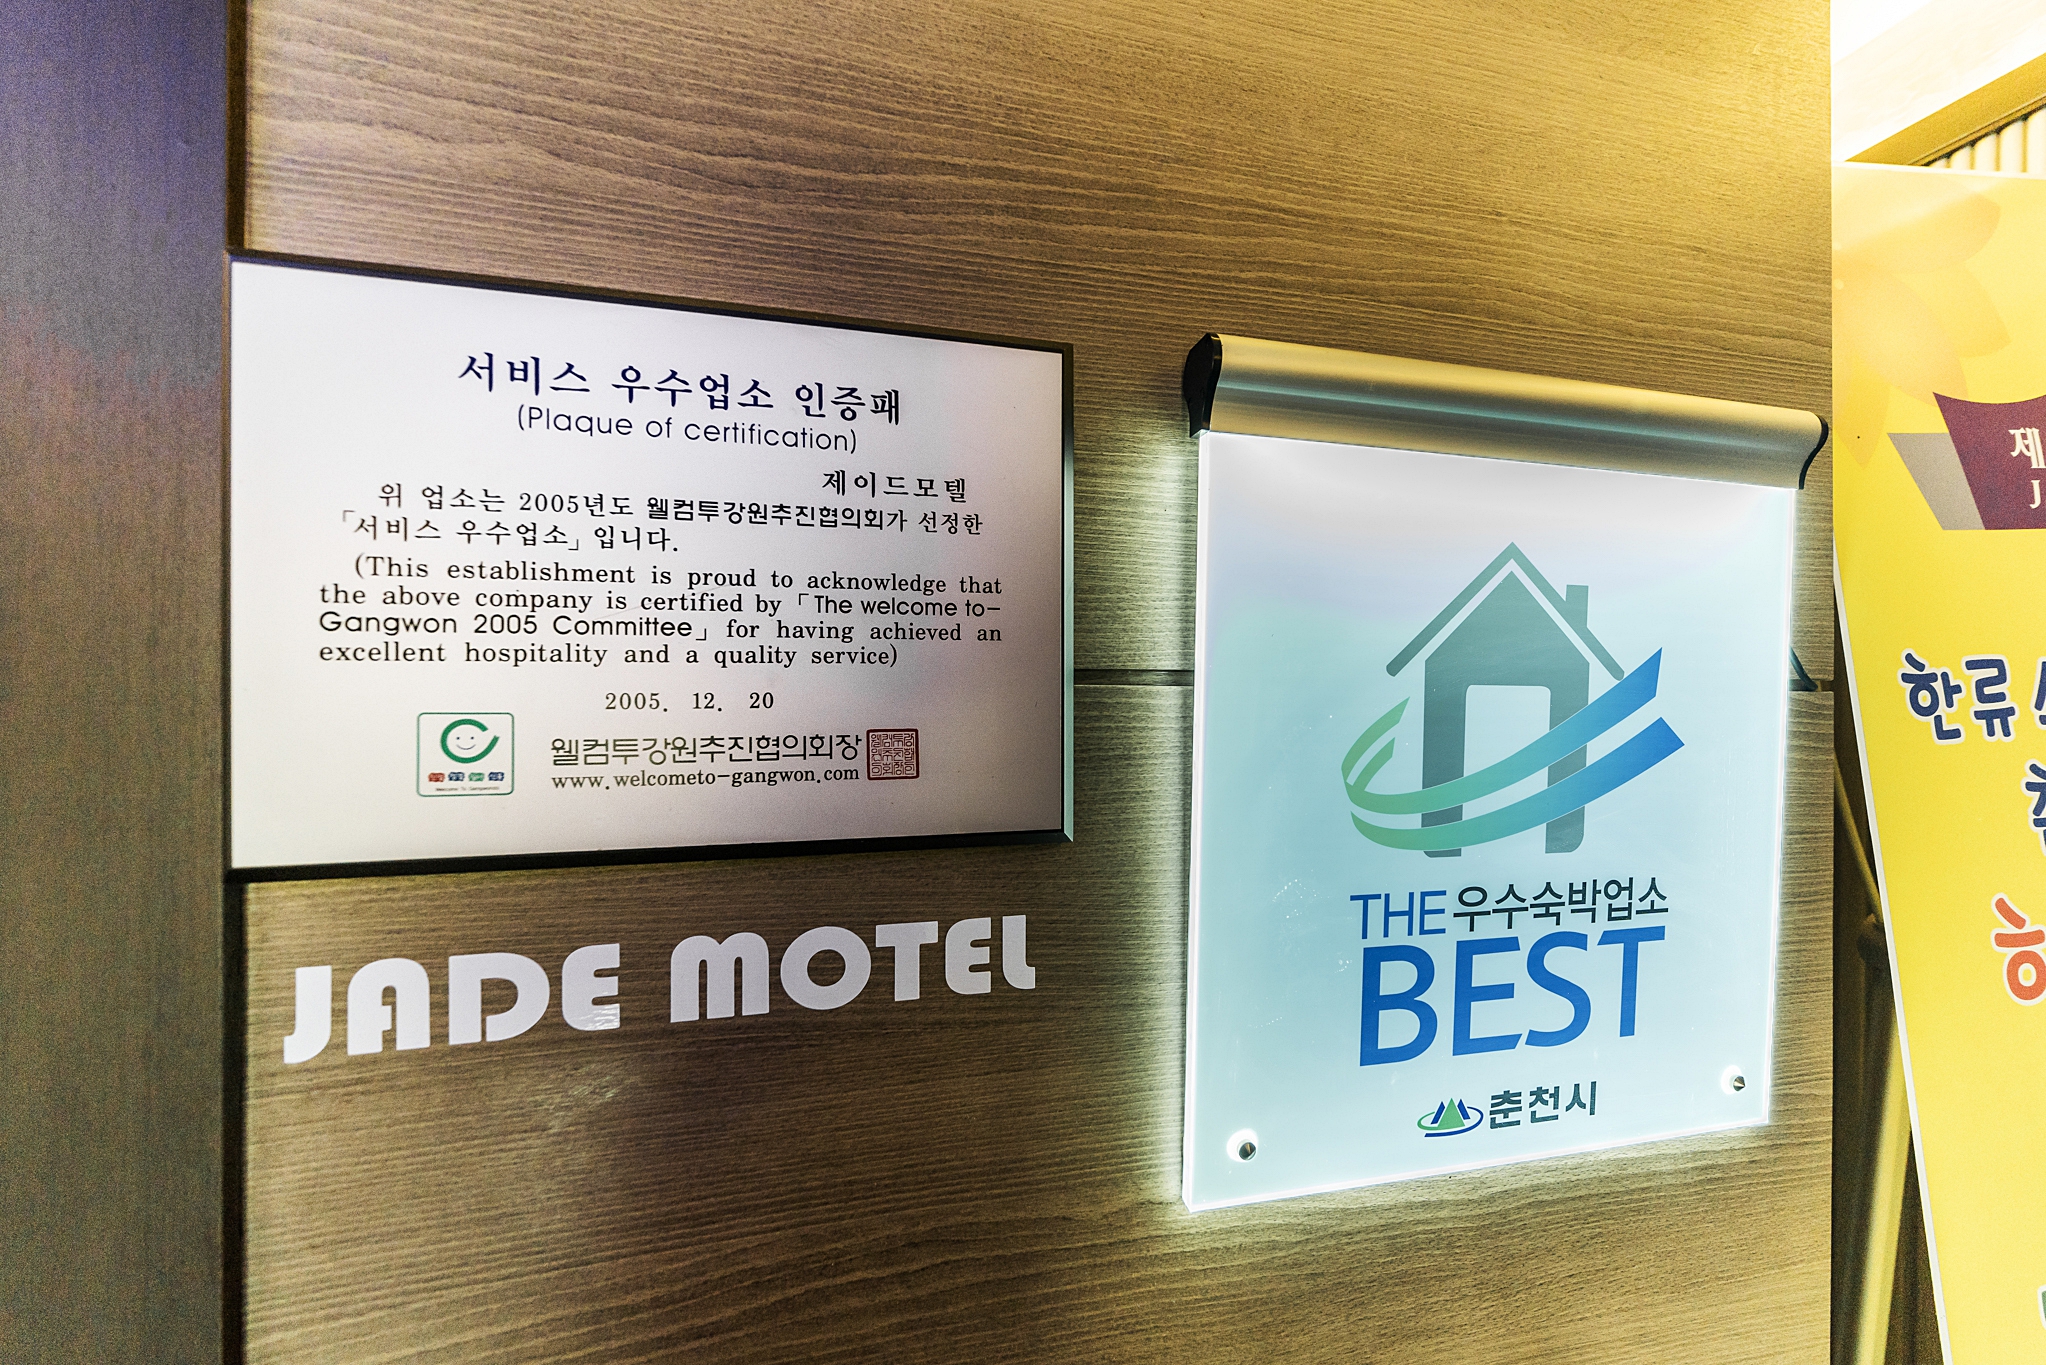 서비스 우수업소 인증패
(Plaque of certification)
제이드모텔
위 업소는 2005년도 웰컴투강원추진협의회가 선정한
「서비스 우수업소」입니다.
(This establishment is proud to acknowledge that
the above company is certified by「The welcome to-
Gangwon 2005 Committee」for having achieved an
excellent hospitality and a quality service)
2005. 12. 20
웰컴투강원추진협의회장
www.welcometo-gangwon.com
JADE MOTEL
THE 우수숙박업소
BEST
춘천시
제
J
한류